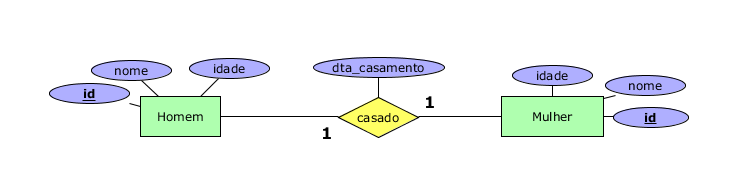 nome
idade
id
Homem
1
dta_casamento
casado
1
idade
nome
id
Mulher